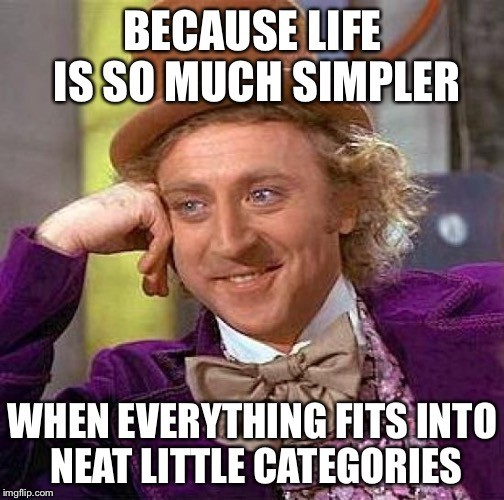 BECAUSE LIFE
IS SO MUCH SIMPLER
WHEN EVERYTHING FITS INTO
NEAT LITTLE CATEGORIES
imgflip.com